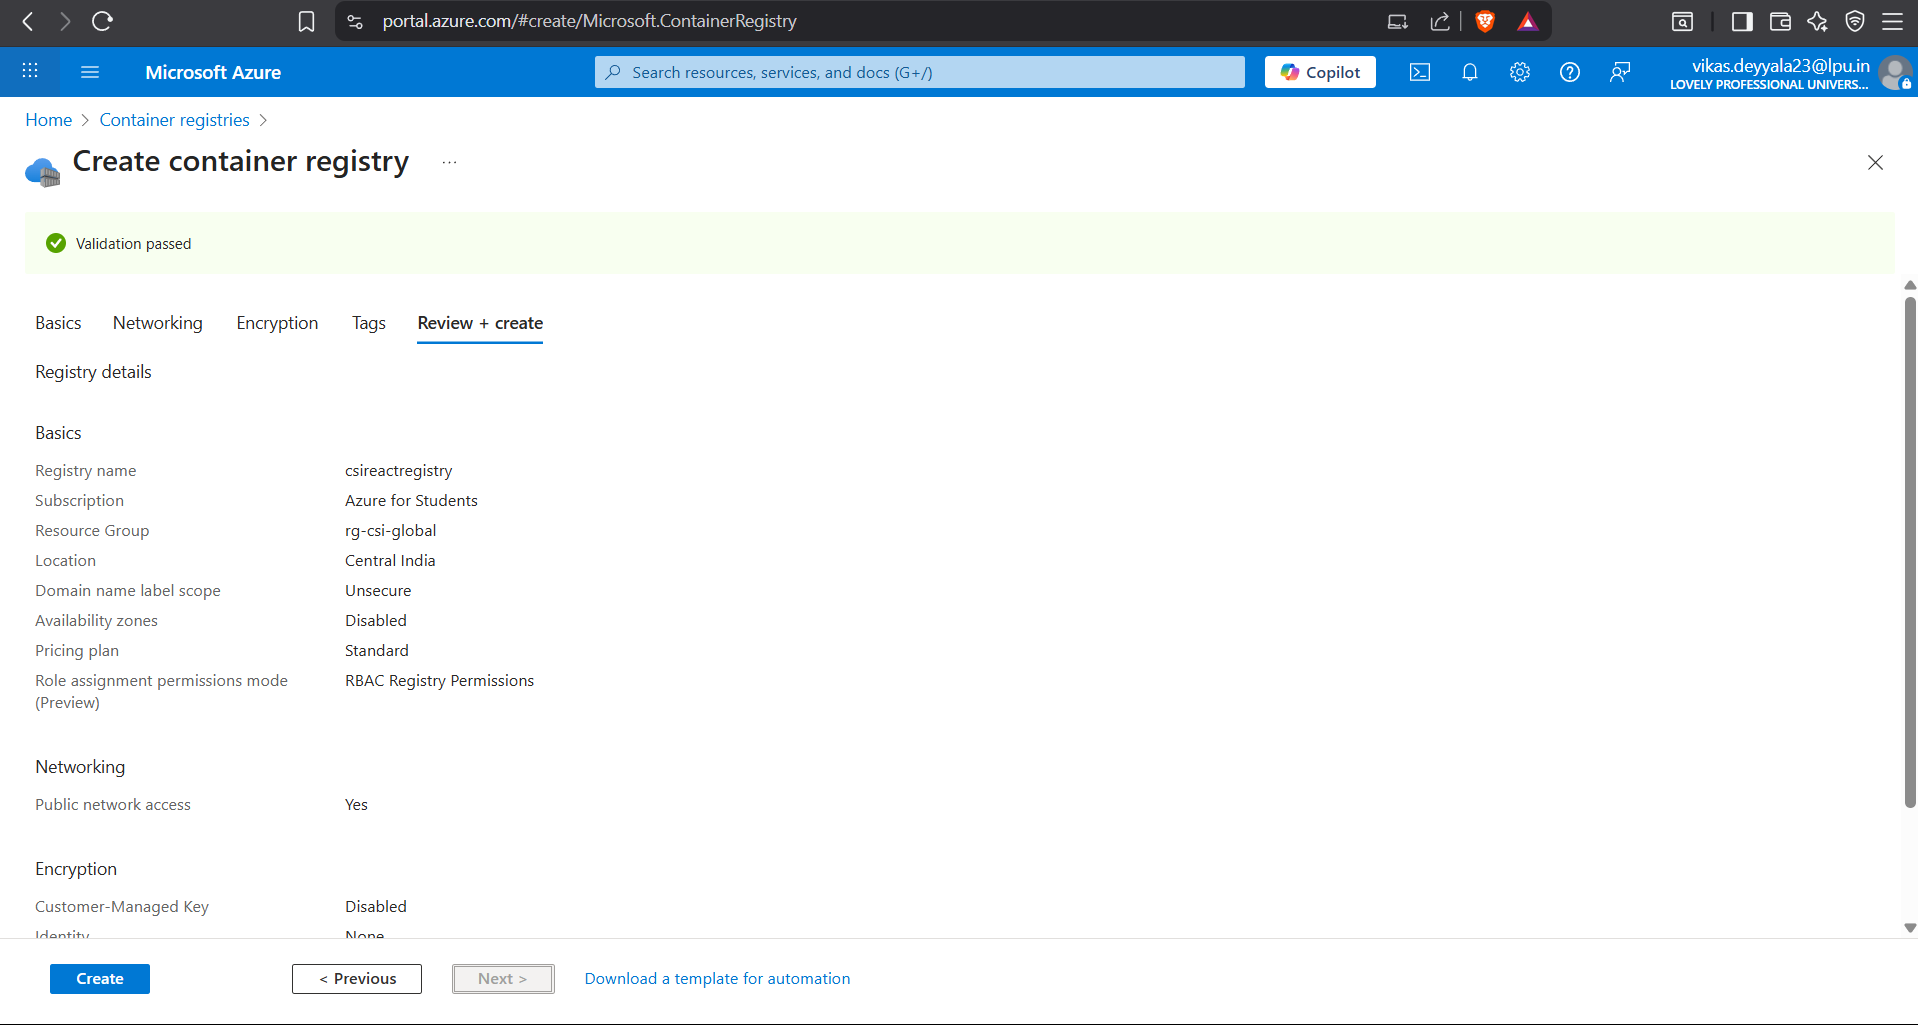 portal.azure.com/#create/Microsoft.ContainerRegistry
Microsoft Azure
Search resources, services, and docs (G+/)
Copilot
vikas.deyyala23@lpu.in
LOVELY PROFESSIONAL UNIVERS...
Home > Container registries >
Create container registry ...
Validation passed
Basics Networking Encryption Tags Review + create
Registry details
Basics
Registry name csireactregistry
Subscription Azure for Students
Resource Group rg-csi-global
Location Central India
Domain name label scope Unsecure
Availability zones Disabled
Pricing plan Standard
Role assignment permissions mode RBAC Registry Permissions
(Preview)
Networking
Public network access Yes
Encryption
Customer-Managed Key Disabled
Identity None
Create < Previous Next > Download a template for automation